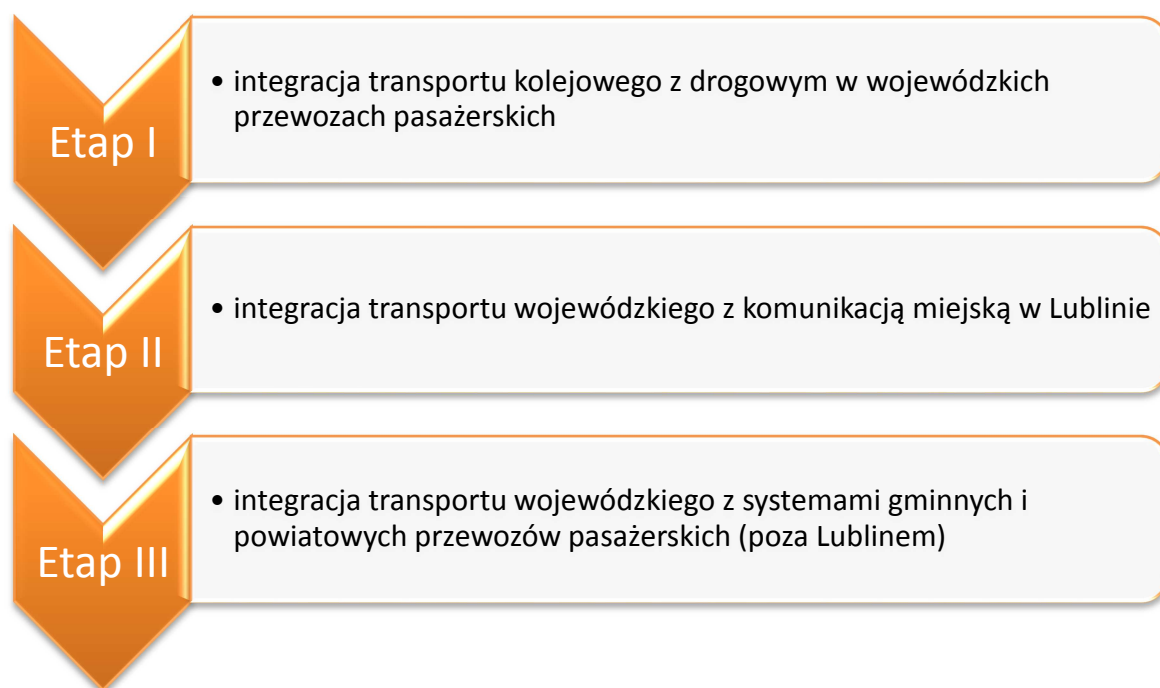 Etap I
• integracja transportu kolejowego z drogowym w wojewódzkich
przewozach pasażerskich
Etap II
• integracja transportu wojewódzkiego z komunikacją miejską w Lublinie
Etap III
• integracja transportu wojewódzkiego z systemami gminnych i
powiatowych przewozów pasażerskich (poza Lublinem)